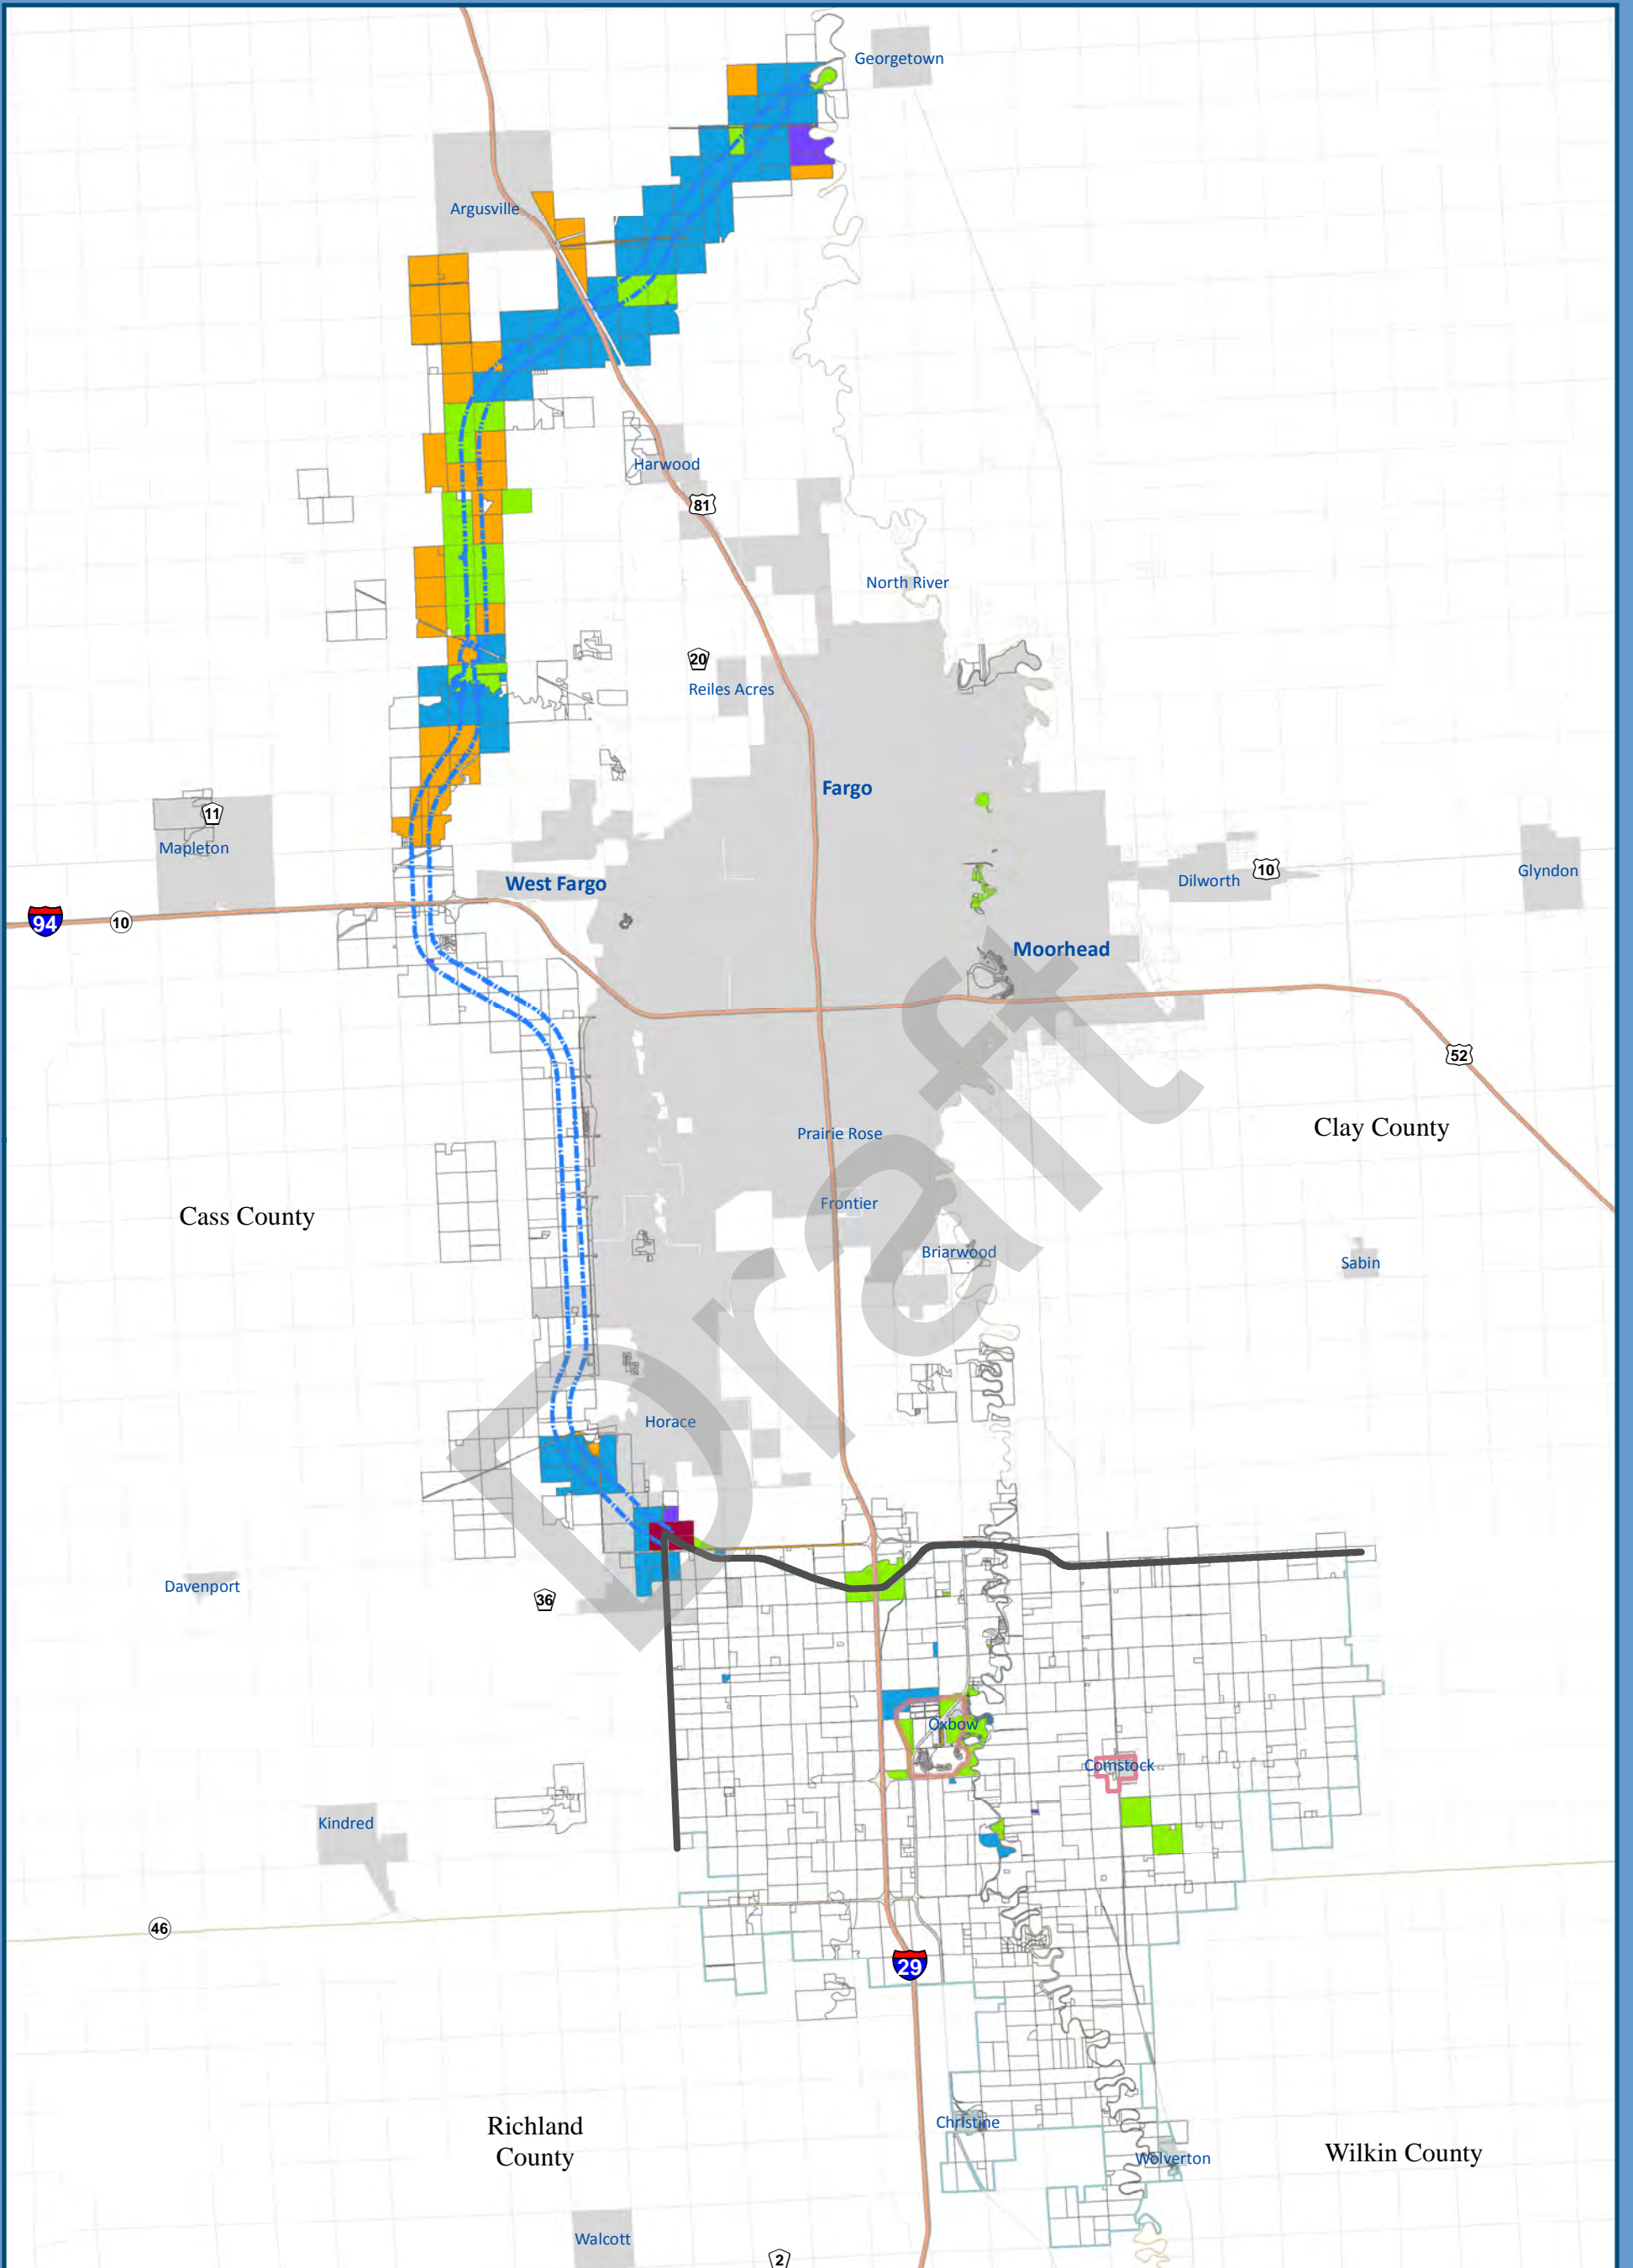 Georgetown
Argusville
Harwood
81
North River
20
Reiles Acres
Fargo
11
Mapleton
West Fargo
Dilworth
10
Glyndon
94
10
Moorhead
52
Clay County
Prairie Rose
Cass County
Frontier
Briarwood
Sabin
Draft
Horace
Davenport
36
Oxbow
Comstock
Kindred
46
29
Christine
Richland
County
Wolverton
Wilkin County
Walcott
2